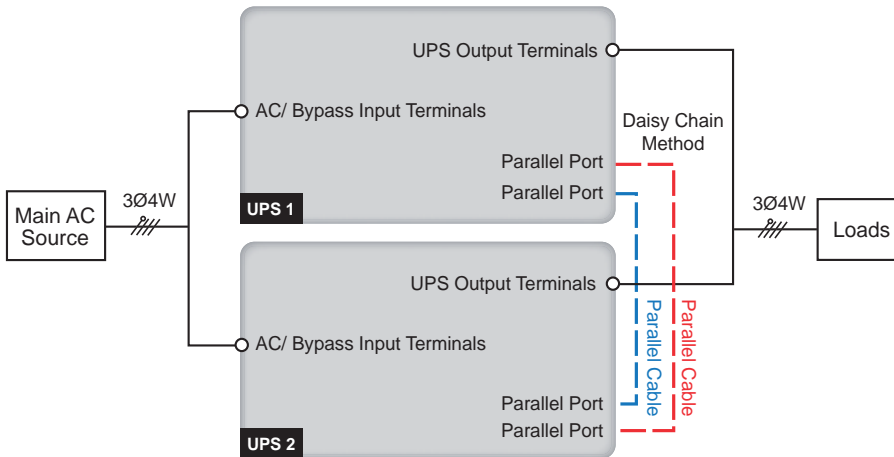 UPS Output Terminals
AC/ Bypass Input Terminals
Daisy Chain
Method
Parallel Port
Parallel Port
UPS 1
Main AC
Source
3Ø4W
3Ø4W
Loads
UPS Output Terminals
AC/ Bypass Input Terminals
Parallel Cable
Parallel Cable
Parallel Port
Parallel Port
UPS 2